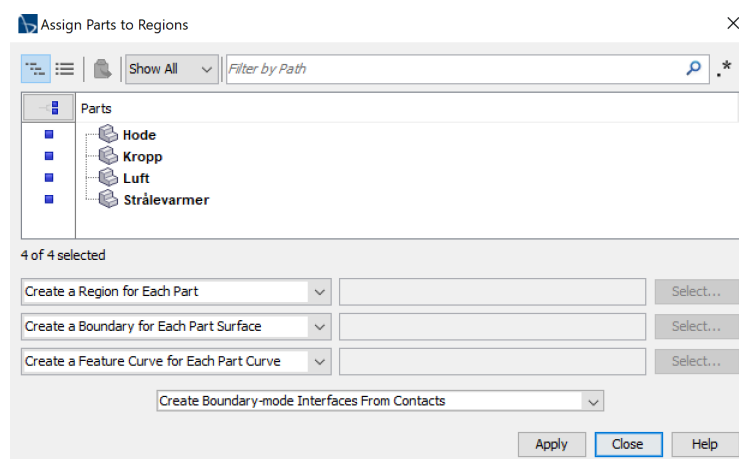 Assign Parts to Regions
Show All
Filter by Path
.*
Parts
Hode
Kropp
Luft
Strålevarmer
4 of 4 selected
Create a Region for Each Part
Select...
Create a Boundary for Each Part Surface
Select...
Create a Feature Curve for Each Part Curve
Select...
Create Boundary-mode Interfaces From Contacts
Apply Close Help